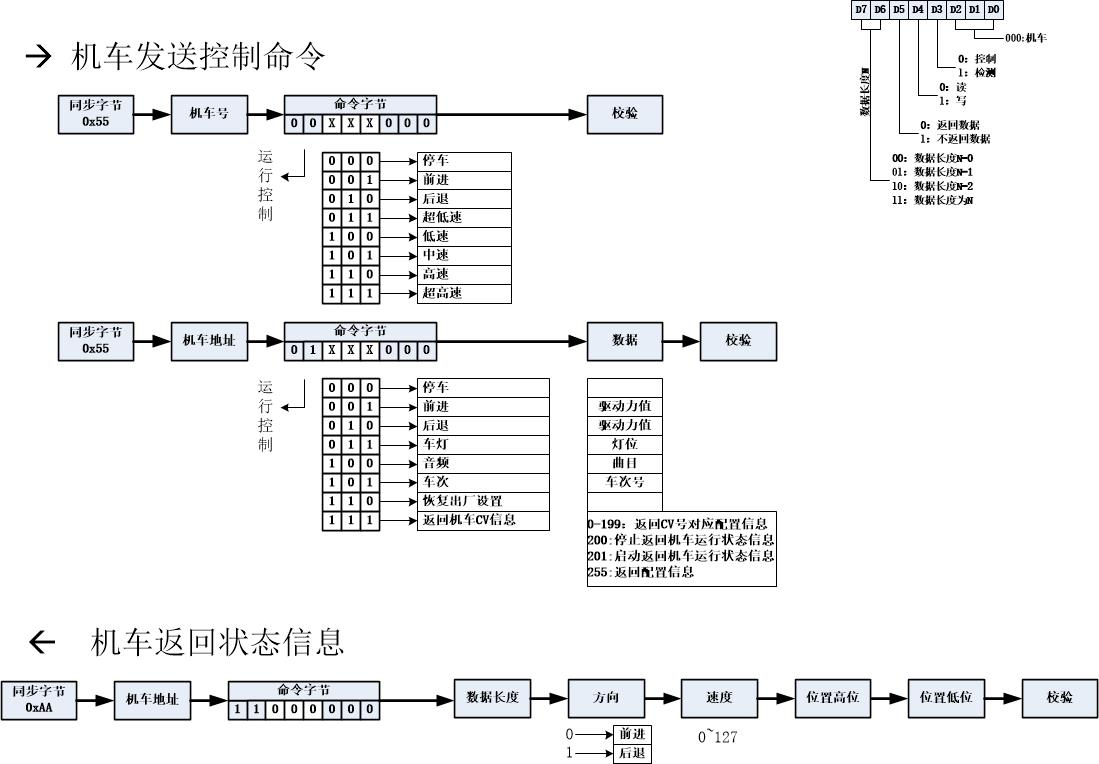 D7 D6 D5 D4 D3 D2 D1 D0
000:机车
0: 控制
1: 检测
0: 读
1: 写
0: 返回数据
1: 不返回数据
数据长度N
00: 数据长度N-0
01: 数据长度N-1
10: 数据长度N-2
11: 数据长度为N
→ 机车发送控制命令
同步字节
0x55
机车号
命令字节
0 0 X X X 0 0 0
校验
运行控制
0 0 0 停车
0 0 1 前进
0 1 0 后退
0 1 1 超低速
1 0 0 低速
1 0 1 中速
1 1 0 高速
1 1 1 超高速
同步字节
0x55
机车地址
命令字节
0 1 X X X 0 0 0
数据
校验
运行控制
0 0 0 停车
0 0 1 前进 驱动力值
0 1 0 后退 驱动力值
0 1 1 车灯 灯位
1 0 0 音频 曲目
1 0 1 车次 车次号
1 1 0 恢复出厂设置
1 1 1 返回机车CV信息
0-199: 返回CV号对应配置信息
200:停止返回机车运行状态信息
201:启动返回机车运行状态信息
255:返回配置信息
← 机车返回状态信息
同步字节
0xAA
机车地址
命令字节
1 1 0 0 0 0 0 0
数据长度
方向
速度
位置高位
位置低位
校验
0 前进
1 后退
0~127